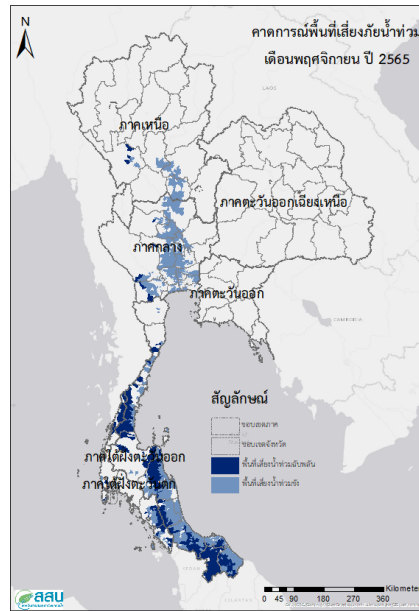 คาดการณ์พื้นที่เสี่ยงภัยน้ำท่วม
เดือนพฤศจิกายน ปี 2565
N
LAOS
ภาคเหนือ
ภาคตะวันออกเฉียงเหนือ
ภาคกลาง
ภาคตะวันออก
CAMBODIA
สัญลักษณ์
ขอบเขตภาค
ขอบเขตจังหวัด
พื้นที่เสี่ยงน้ำท่วมฉับพลัน
พื้นที่เสี่ยงน้ำท่วมขัง
ภาคใต้ฝั่งตะวันออก
ภาคใต้ฝั่งตะวันตก
สสน
Kilomete
0 45 90 180 270 360